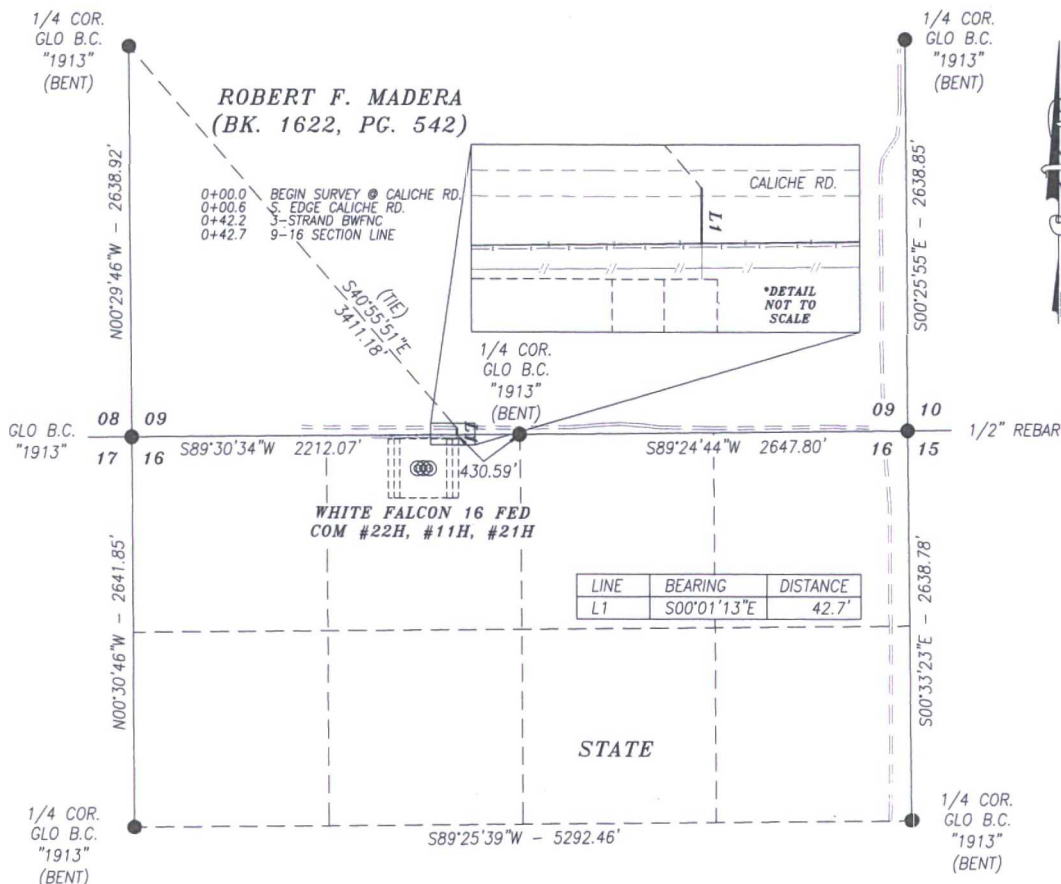 1/4 COR.
GLO B.C.
"1913"
(BENT)
1/4 COR.
GLO B.C.
"1913"
(BENT)
ROBERT F. MADERA
(BK. 1622, PG. 542)
N00°29'46"W - 2638.92'
0+00.0 BEGIN SURVEY @ CALICHE RD.
0+00.6 S. EDGE CALICHE RD.
0+42.2 3-STRAND BWFNC
0+42.7 9-16 SECTION LINE
CALICHE RD.
L1
*DETAIL
NOT TO
SCALE
S00°25'55"E - 2638.85'
(TIE)
S40°55'51"E
3411.18'
1/4 COR.
GLO B.C.
"1913"
(BENT)
08 09
GLO B.C.
"1913"
17 16
S89°30'34"W 2212.07'
L1
430.59'
S89°24'44"W 2647.80'
09 10
16 15
1/2" REBAR
WHITE FALCON 16 FED
COM #22H, #11H, #21H
LINE BEARING DISTANCE
L1 S00°01'13"E 42.7'
N00°30'46"W - 2641.85'
S00°33'23"E - 2638.78'
STATE
1/4 COR.
GLO B.C.
"1913"
(BENT)
S89°25'39"W - 5292.46'
1/4 COR.
GLO B.C.
"1913"
(BENT)